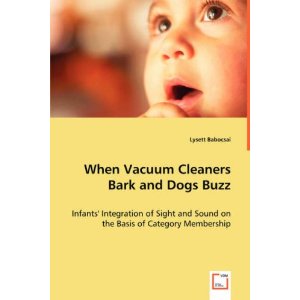 Lysett Babocsai
When Vacuum Cleaners
Bark and Dogs Buzz
Infants' Integration of Sight and Sound on
the Basis of Category Membership
VDM